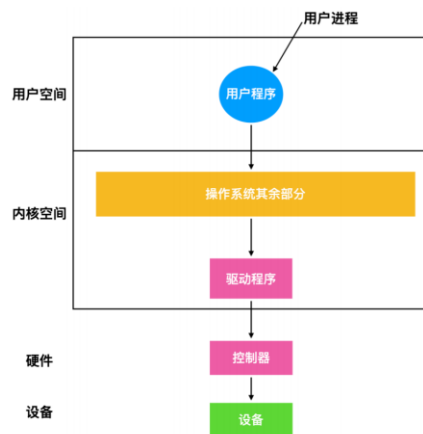 用户进程
用户空间
用户程序
操作系统其余部分
内核空间
驱动程序
硬件
控制器
设备
设备